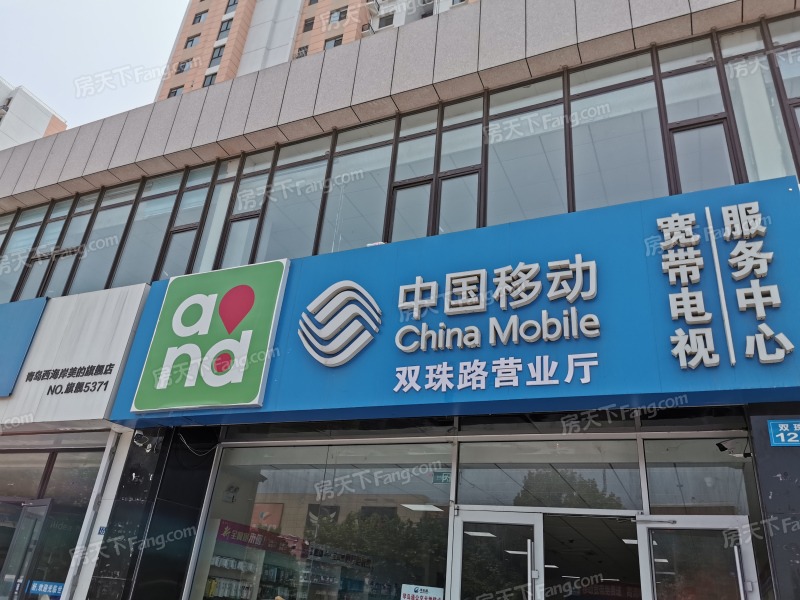 中国移动
China Mobile
双珠路营业厅
宽带电视
服务中心
and
青岛西海岸美的旗舰店
NO.旗舰5371
双珠
12
房天下Fang.com